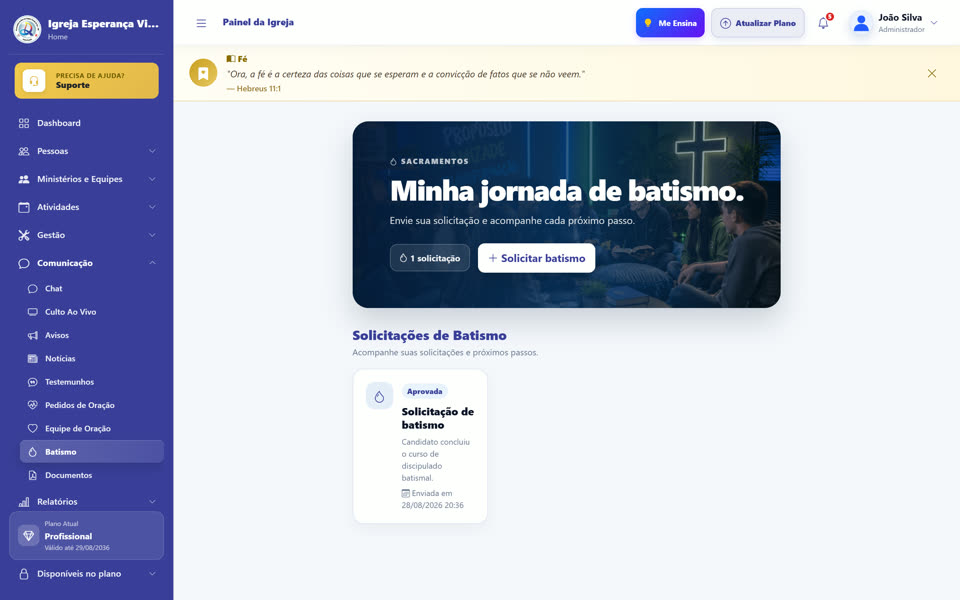 Igreja Esperança Vi...
Home
PRECISA DE AJUDA?
Suporte
Dashboard
Pessoas
Ministérios e Equipes
Atividades
Gestão
Comunicação
Chat
Culto Ao Vivo
Avisos
Notícias
Testemunhos
Pedidos de Oração
Equipe de Oração
Batismo
Documentos
Relatórios
Plano Atual
Profissional
Válido até 29/08/2036
Disponíveis no plano
Painel da Igreja
Me Ensina
Atualizar Plano
João Silva
Administrador
Fé
"Ora, a fé é a certeza das coisas que se esperam e a convicção de fatos que se não veem."
— Hebreus 11:1
PROPÓSITO
SACRAMENTOS
Minha jornada de batismo.
Envie sua solicitação e acompanhe cada próximo passo.
1 solicitação
+ Solicitar batismo
Solicitações de Batismo
Acompanhe suas solicitações e próximos passos.
Aprovada
Solicitação de
batismo
Candidato concluiu
o curso de
discipulado
batismal.
Enviada em
28/08/2026 20:36